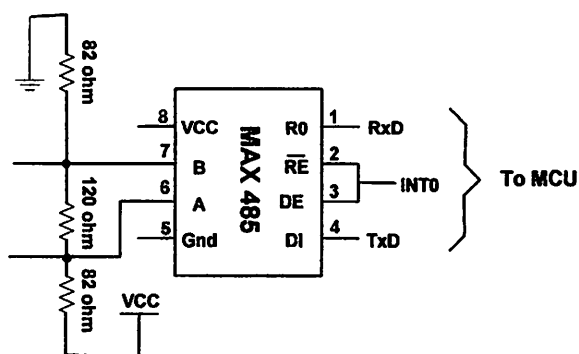 82 ohm
120 ohm
82 ohm
VCC
8
7
6
5
VCC
B
A
Gnd
MAX 485
R0
RE
DE
DI
1
2
3
4
RxD
INT0
TxD
To MCU